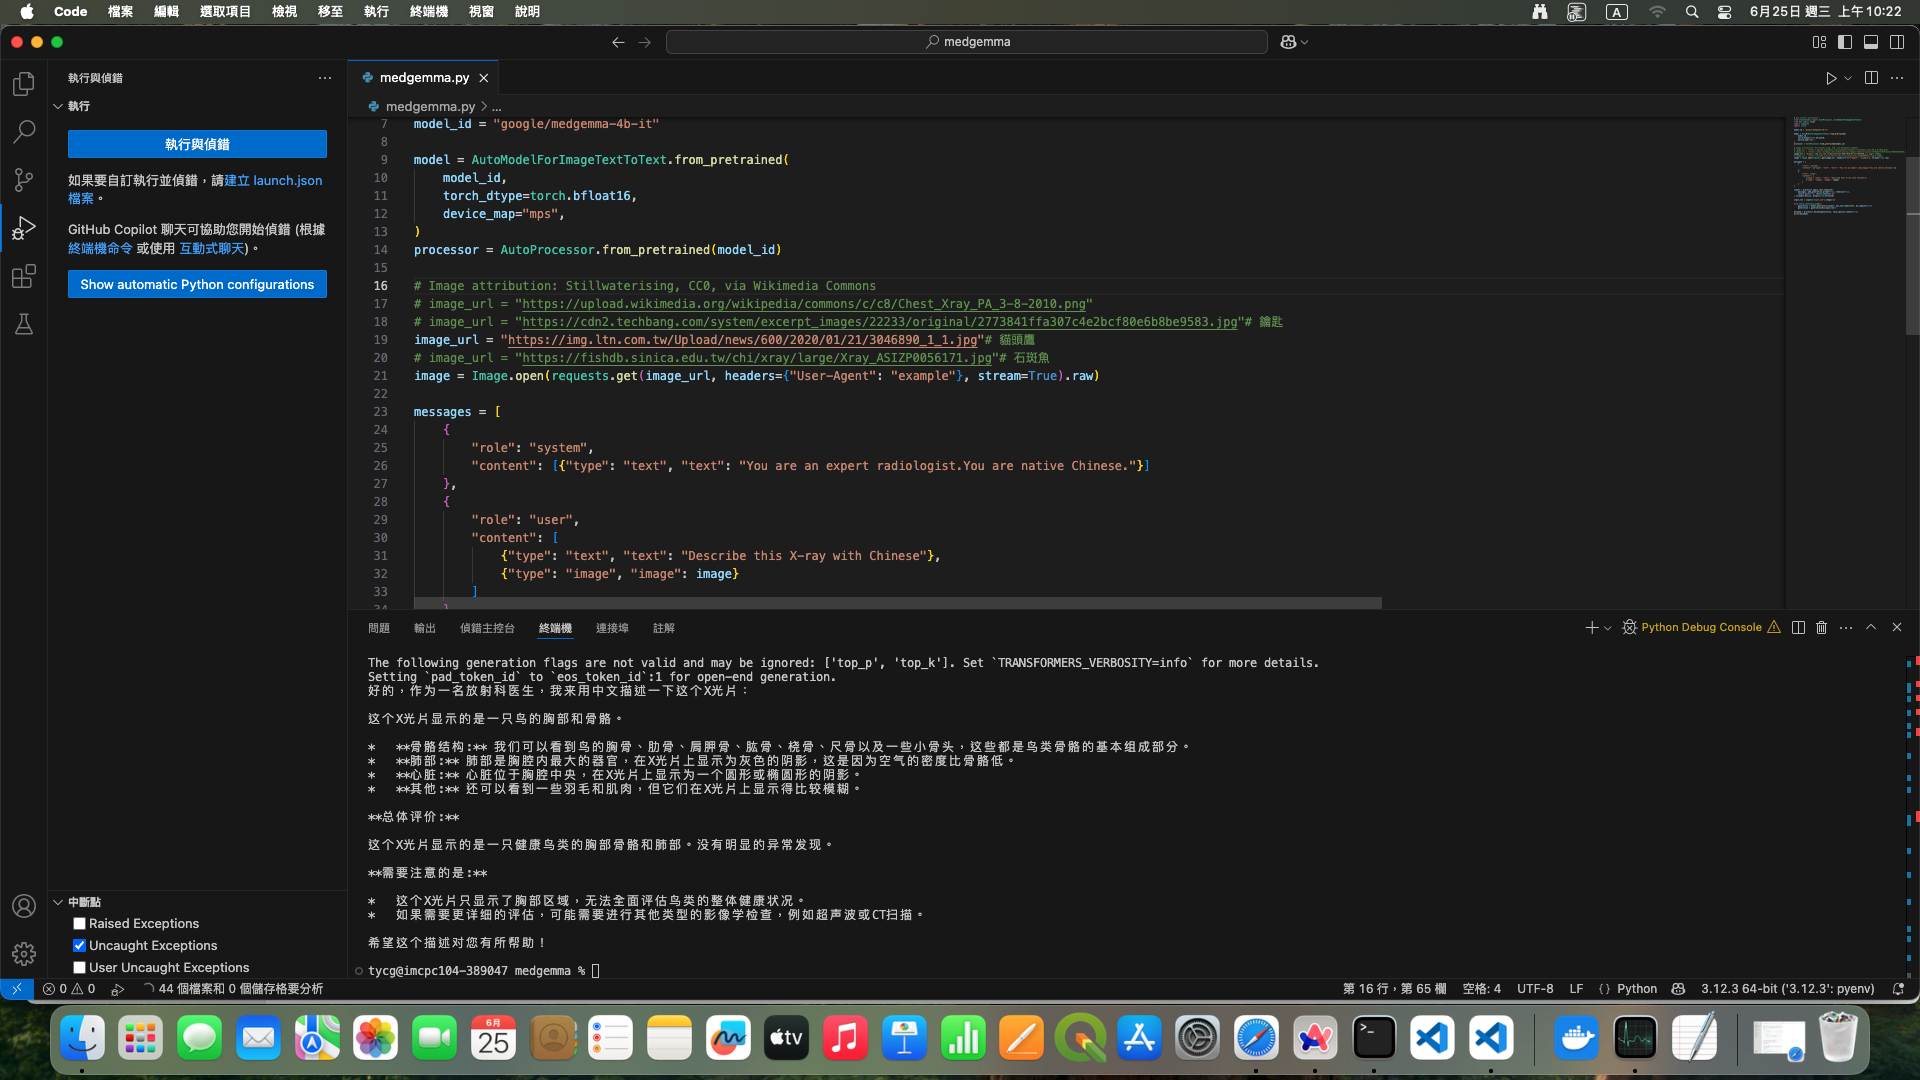 Code 檔案 編輯 選取項目 檢視 移至 執行 終端機 視窗 說明
A 6月25日 週三 上午10:22
medgemma
執行與偵錯
執行
執行與偵錯
如果要自訂執行並偵錯，請建立 launch.json
檔案。
GitHub Copilot 聊天可協助您開始偵錯 (根據
終端機命令 或使用 互動式聊天)。
Show automatic Python configurations
medgemma.py
medgemma.py > ...
7 model_id = "google/medgemma-4b-it"
8
9 model = AutoModelForImageTextToText.from_pretrained(
10 model_id,
11 torch_dtype=torch.bfloat16,
12 device_map="mps",
13 )
14 processor = AutoProcessor.from_pretrained(model_id)
15
16 # Image attribution: Stillwaterising, CC0, via Wikimedia Commons
17 # image_url = "https://upload.wikimedia.org/wikipedia/commons/c/c8/Chest_Xray_PA_3-8-2010.png"
18 # image_url = "https://cdn2.techbang.com/system/excerpt_images/22233/original/2773841ffa307c4e2bcf80e6b8be9583.jpg"# 鑰匙
19 image_url = "https://img.ltn.com.tw/Upload/news/600/2020/01/21/3046890_1_1.jpg"# 貓頭鷹
20 # image_url = "https://fishdb.sinica.edu.tw/chi/xray/large/Xray_ASIZP0056171.jpg"# 石斑魚
21 image = Image.open(requests.get(image_url, headers={"User-Agent": "example"}, stream=True).raw)
22
23 messages = [
24 {
25 "role": "system",
26 "content": [{"type": "text", "text": "You are an expert radiologist.You are native Chinese."}]
27 },
28 {
29 "role": "user",
30 "content": [
31 {"type": "text", "text": "Describe this X-ray with Chinese"},
32 {"type": "image", "image": image}
33 ]
34 }
問題 輸出 偵錯主控台 終端機 連接埠 註解
Python Debug Console
The following generation flags are not valid and may be ignored: ['top_p', 'top_k']. Set `TRANSFORMERS_VERBOSITY=info` for more details.
Setting `pad_token_id` to `eos_token_id`:1 for open-end generation.
好的，作为一名放射科医生，我来用中文描述一下这个X光片：
这个X光片显示的是一只鸟的胸部和骨骼。
* **骨骼结构:** 我们可以看到鸟的胸骨、肋骨、肩胛骨、肱骨、桡骨、尺骨以及一些小骨头，这些都是鸟类骨骼的基本组成部分。
* **肺部:** 肺部是胸腔内最大的器官，在X光片上显示为灰色的阴影，这是因为空气的密度比骨骼低。
* **心脏:** 心脏位于胸腔中央，在X光片上显示为一个圆形或椭圆形的阴影。
* **其他:** 还可以看到一些羽毛和肌肉，但它们在X光片上显示得比较模糊。
**总体评价:**
这个X光片显示的是一只健康鸟类的胸部骨骼和肺部。没有明显的异常发现。
**需要注意的是:**
* 这个X光片只显示了胸部区域，无法全面评估鸟类的整体健康状况。
* 如果需要更详细的评估，可能需要进行其他类型的影像学检查，例如超声波或CT扫描。
希望这个描述对您有所帮助！
tycg@imcpc104-389047 medgemma %
中斷點
Raised Exceptions
Uncaught Exceptions
User Uncaught Exceptions
0 0 44 個檔案和 0 個儲存格要分析
第 16 行，第 65 欄 空格: 4 UTF-8 LF {} Python 3.12.3 64-bit ('3.12.3': pyenv)
6月
25
tv